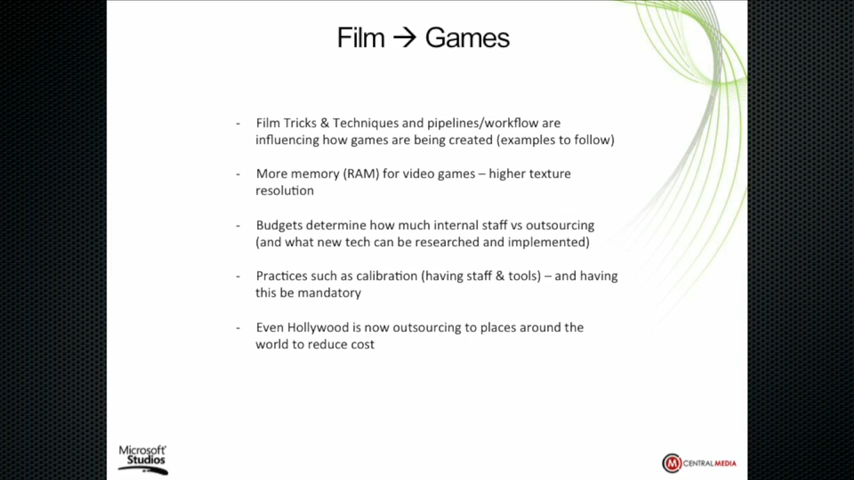 Film → Games
- Film Tricks & Techniques and pipelines/workflow are
influencing how games are being created (examples to follow)
- More memory (RAM) for video games – higher texture
resolution
- Budgets determine how much internal staff vs outsourcing
(and what new tech can be researched and implemented)
- Practices such as calibration (having staff & tools) – and having
this be mandatory
- Even Hollywood is now outsourcing to places around the
world to reduce cost
Microsoft
Studios
M CENTRALMEDIA